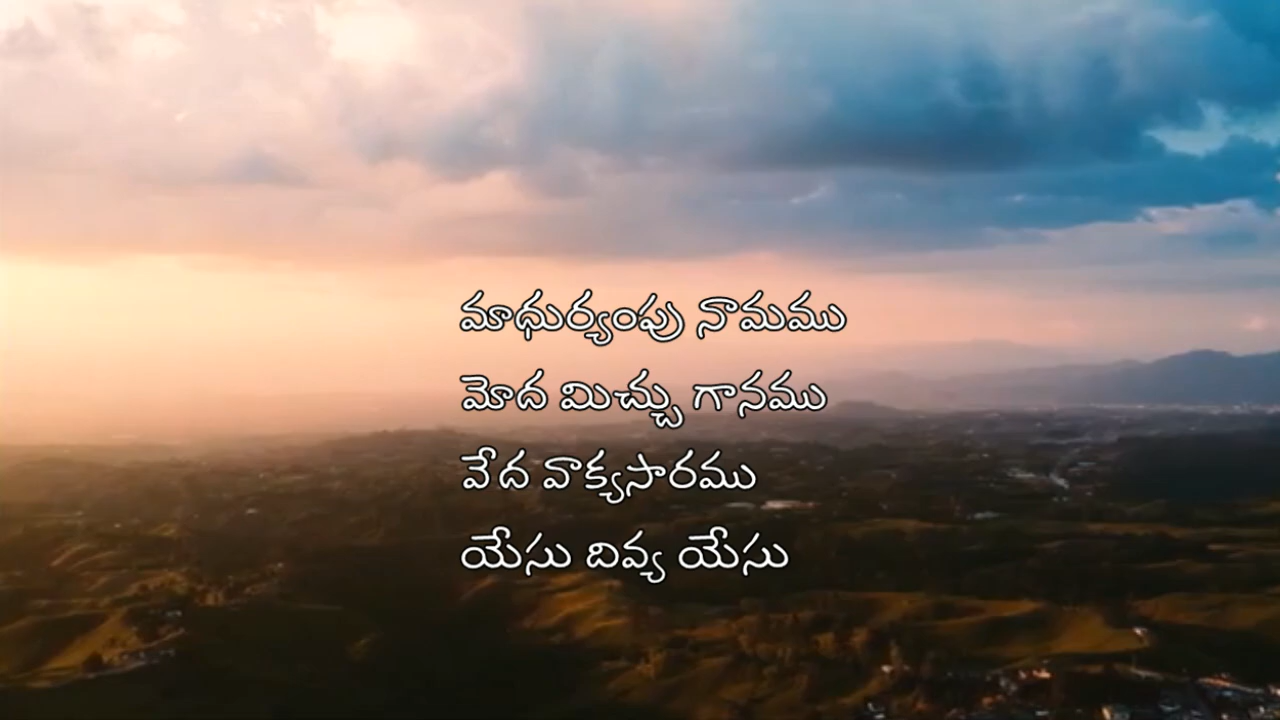 మాధుర్యంపు నామము
మోద మిచ్చు గానము
వేద వాక్యసారము
యేసు దివ్య యేసు